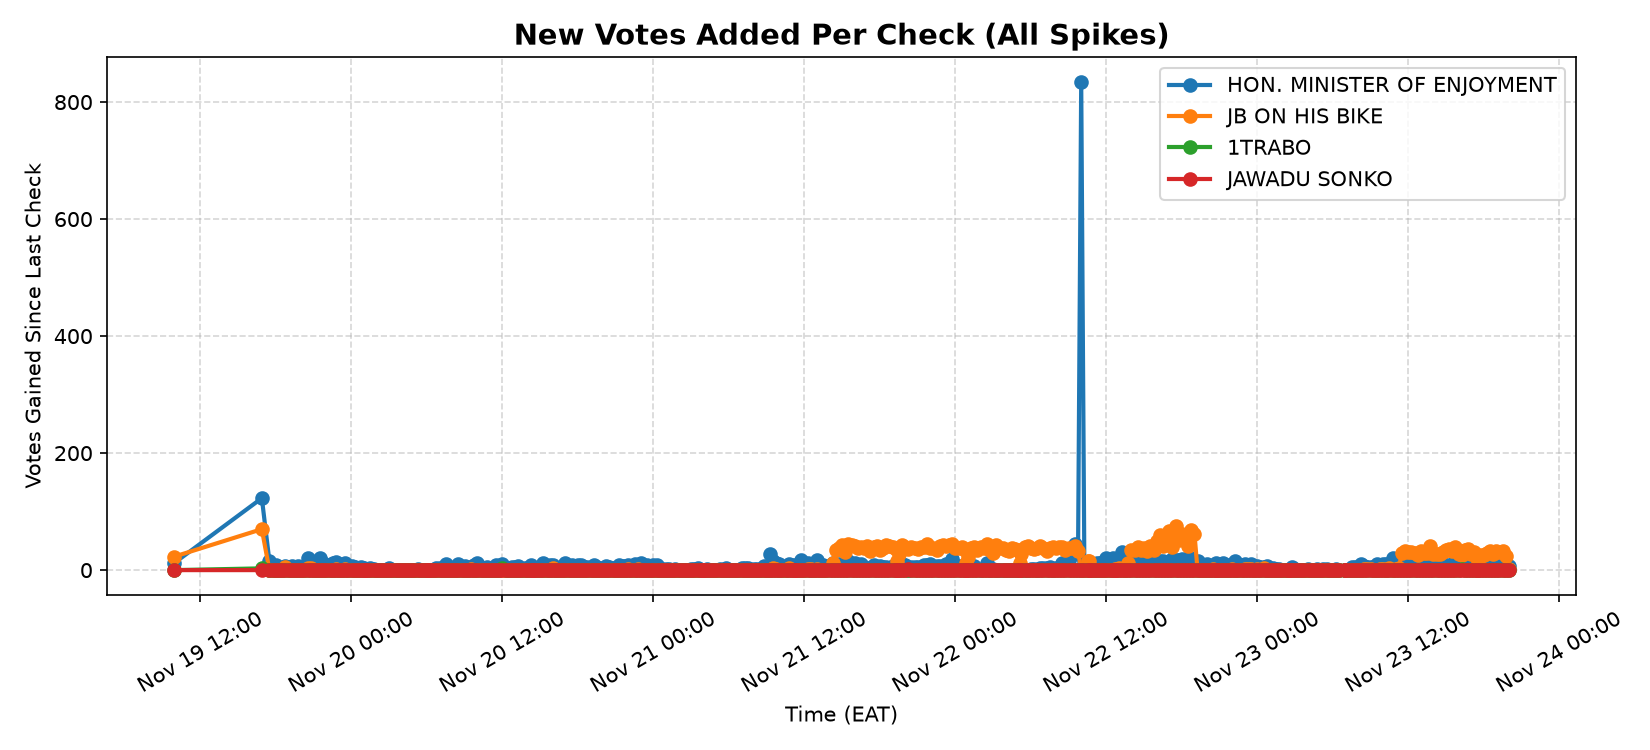 New Votes Added Per Check (All Spikes)
HON. MINISTER OF ENJOYMENT
JB ON HIS BIKE
1TRABO
JAWADU SONKO
Votes Gained Since Last Check
800
600
400
200
0
Nov 19 12:00
Nov 20 00:00
Nov 20 12:00
Nov 21 00:00
Nov 21 12:00
Nov 22 00:00
Nov 22 12:00
Nov 23 00:00
Nov 23 12:00
Nov 24 00:00
Time (EAT)